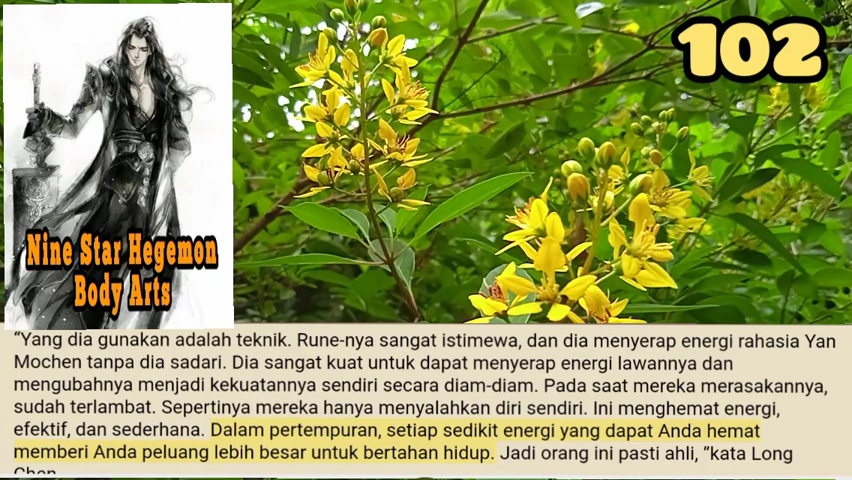 102
Nine Star Hegemon
Body Arts
“Yang dia gunakan adalah teknik. Rune-nya sangat istimewa, dan dia menyerap energi rahasia Yan
Mochen tanpa dia sadari. Dia sangat kuat untuk dapat menyerap energi lawannya dan
mengubahnya menjadi kekuatannya sendiri secara diam-diam. Pada saat mereka merasakannya,
sudah terlambat. Sepertinya mereka hanya menyalahkan diri sendiri. Ini menghemat energi,
efektif, dan sederhana. Dalam pertempuran, setiap sedikit energi yang dapat Anda hemat
memberi Anda peluang lebih besar untuk bertahan hidup. Jadi orang ini pasti ahli, ”kata Long
Chen